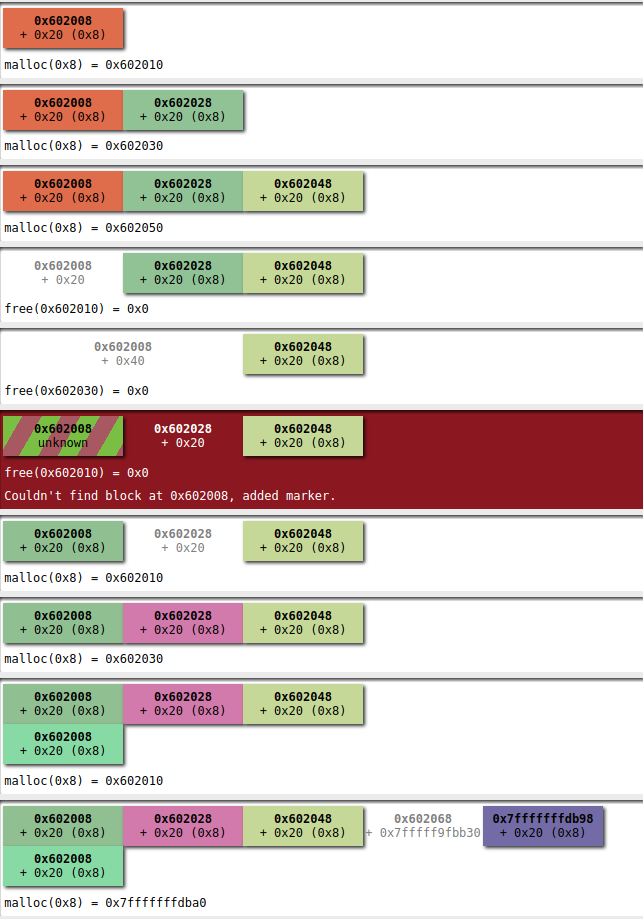 0x602008
+ 0x20 (0x8)
malloc(0x8) = 0x602010
0x602008 0x602028
+ 0x20 (0x8) + 0x20 (0x8)
malloc(0x8) = 0x602030
0x602008 0x602028 0x602048
+ 0x20 (0x8) + 0x20 (0x8) + 0x20 (0x8)
malloc(0x8) = 0x602050
0x602008 0x602028 0x602048
+ 0x20 + 0x20 (0x8) + 0x20 (0x8)
free(0x602010) = 0x0
0x602008 0x602048
+ 0x40 + 0x20 (0x8)
free(0x602030) = 0x0
0x602008 0x602028 0x602048
unknown + 0x20 + 0x20 (0x8)
free(0x602010) = 0x0
Couldn't find block at 0x602008, added marker.
0x602008 0x602028 0x602048
+ 0x20 (0x8) + 0x20 + 0x20 (0x8)
malloc(0x8) = 0x602010
0x602008 0x602028 0x602048
+ 0x20 (0x8) + 0x20 (0x8) + 0x20 (0x8)
malloc(0x8) = 0x602030
0x602008 0x602028 0x602048
+ 0x20 (0x8) + 0x20 (0x8) + 0x20 (0x8)
0x602008
+ 0x20 (0x8)
malloc(0x8) = 0x602010
0x602008 0x602028 0x602048 0x602068 0x7fffffffdb98
+ 0x20 (0x8) + 0x20 (0x8) + 0x20 (0x8) + 0x7fffff9fbb30 + 0x20 (0x8)
0x602008
+ 0x20 (0x8)
malloc(0x8) = 0x7fffffffdba0